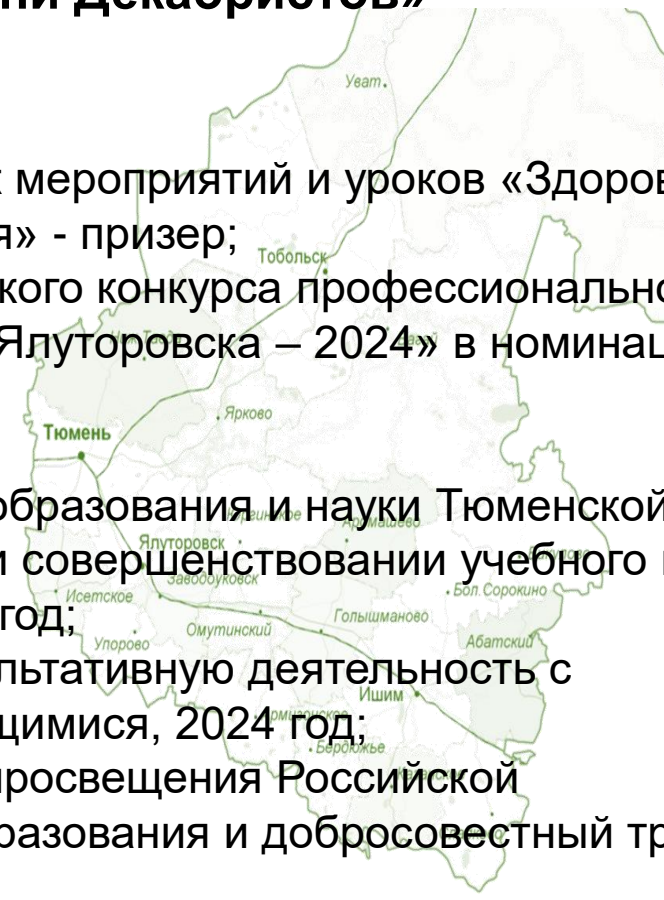 Декабристов»
Уват
мероприятий и уроков «Здоров
я» - призер;
Тобольск
кого конкурса профессионально
Ялуторовска – 2024» в номинац
Ярково
Тюмень
образования и науки Тюменской
Ялуторовск
и совершенствовании учебного
Заводоуковск
Бол. Сорокино
Исетское
год;
Голышманово
Омутинский
Упорово
Абатский
льтативную деятельность с
Ишим
щимися, 2024 год;
Бердюжье
просвещения Российской
разования и добросовестный тр